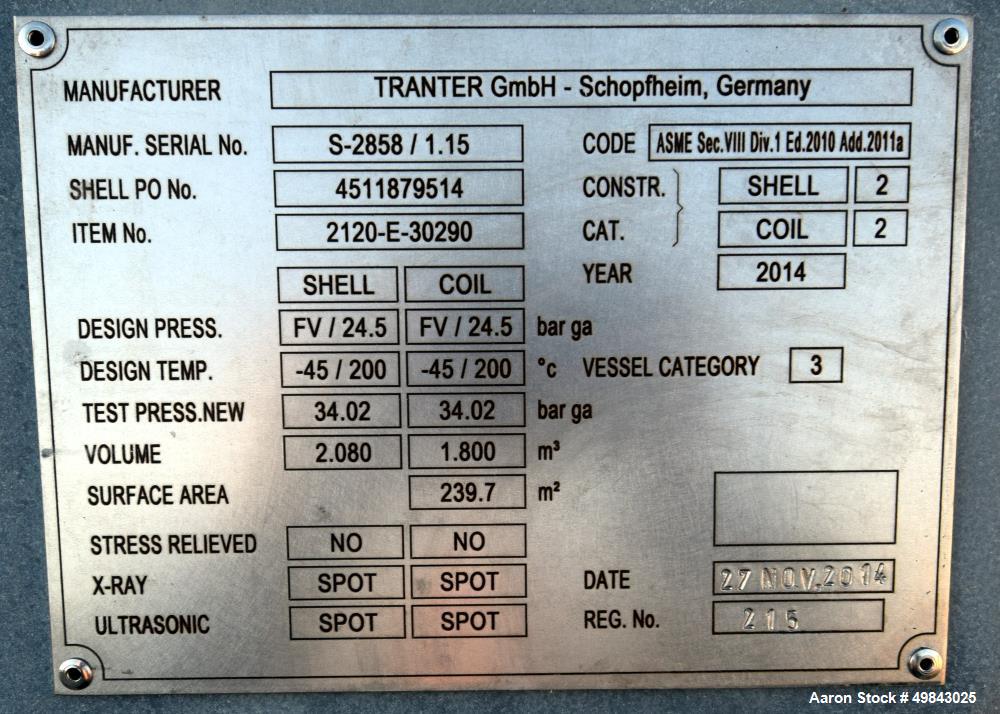 MANUFACTURER TRANTER GmbH - Schopfheim, Germany
MANUF. SERIAL No. S-2858 / 1.15 CODE ASME Sec.VIII Div.1 Ed.2010 Add.2011a
SHELL PO No. 4511879514 CONSTR. SHELL 2
ITEM No. 2120-E-30290 CAT. COIL 2
SHELL COIL YEAR 2014
DESIGN PRESS. FV / 24.5 FV / 24.5 bar ga
DESIGN TEMP. -45 / 200 -45 / 200 °c VESSEL CATEGORY 3
TEST PRESS.NEW 34.02 34.02 bar ga
VOLUME 2.080 1.800 m³
SURFACE AREA 239.7 m²
STRESS RELIEVED NO NO
X-RAY SPOT SPOT DATE 27 NOV,2014
ULTRASONIC SPOT SPOT REG. No. 215
Aaron Stock # 49843025